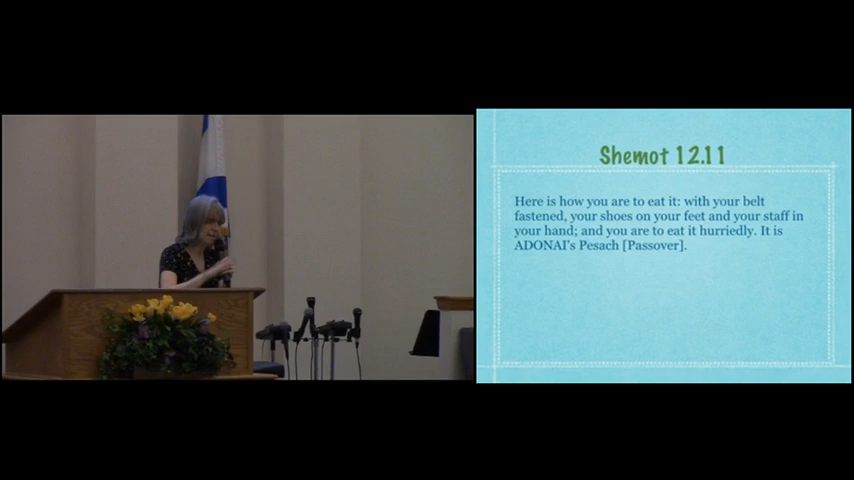 Shemot 12.11
Here is how you are to eat it: with your belt
fastened, your shoes on your feet and your staff in
your hand; and you are to eat it hurriedly. It is
ADONAI's Pesach [Passover].